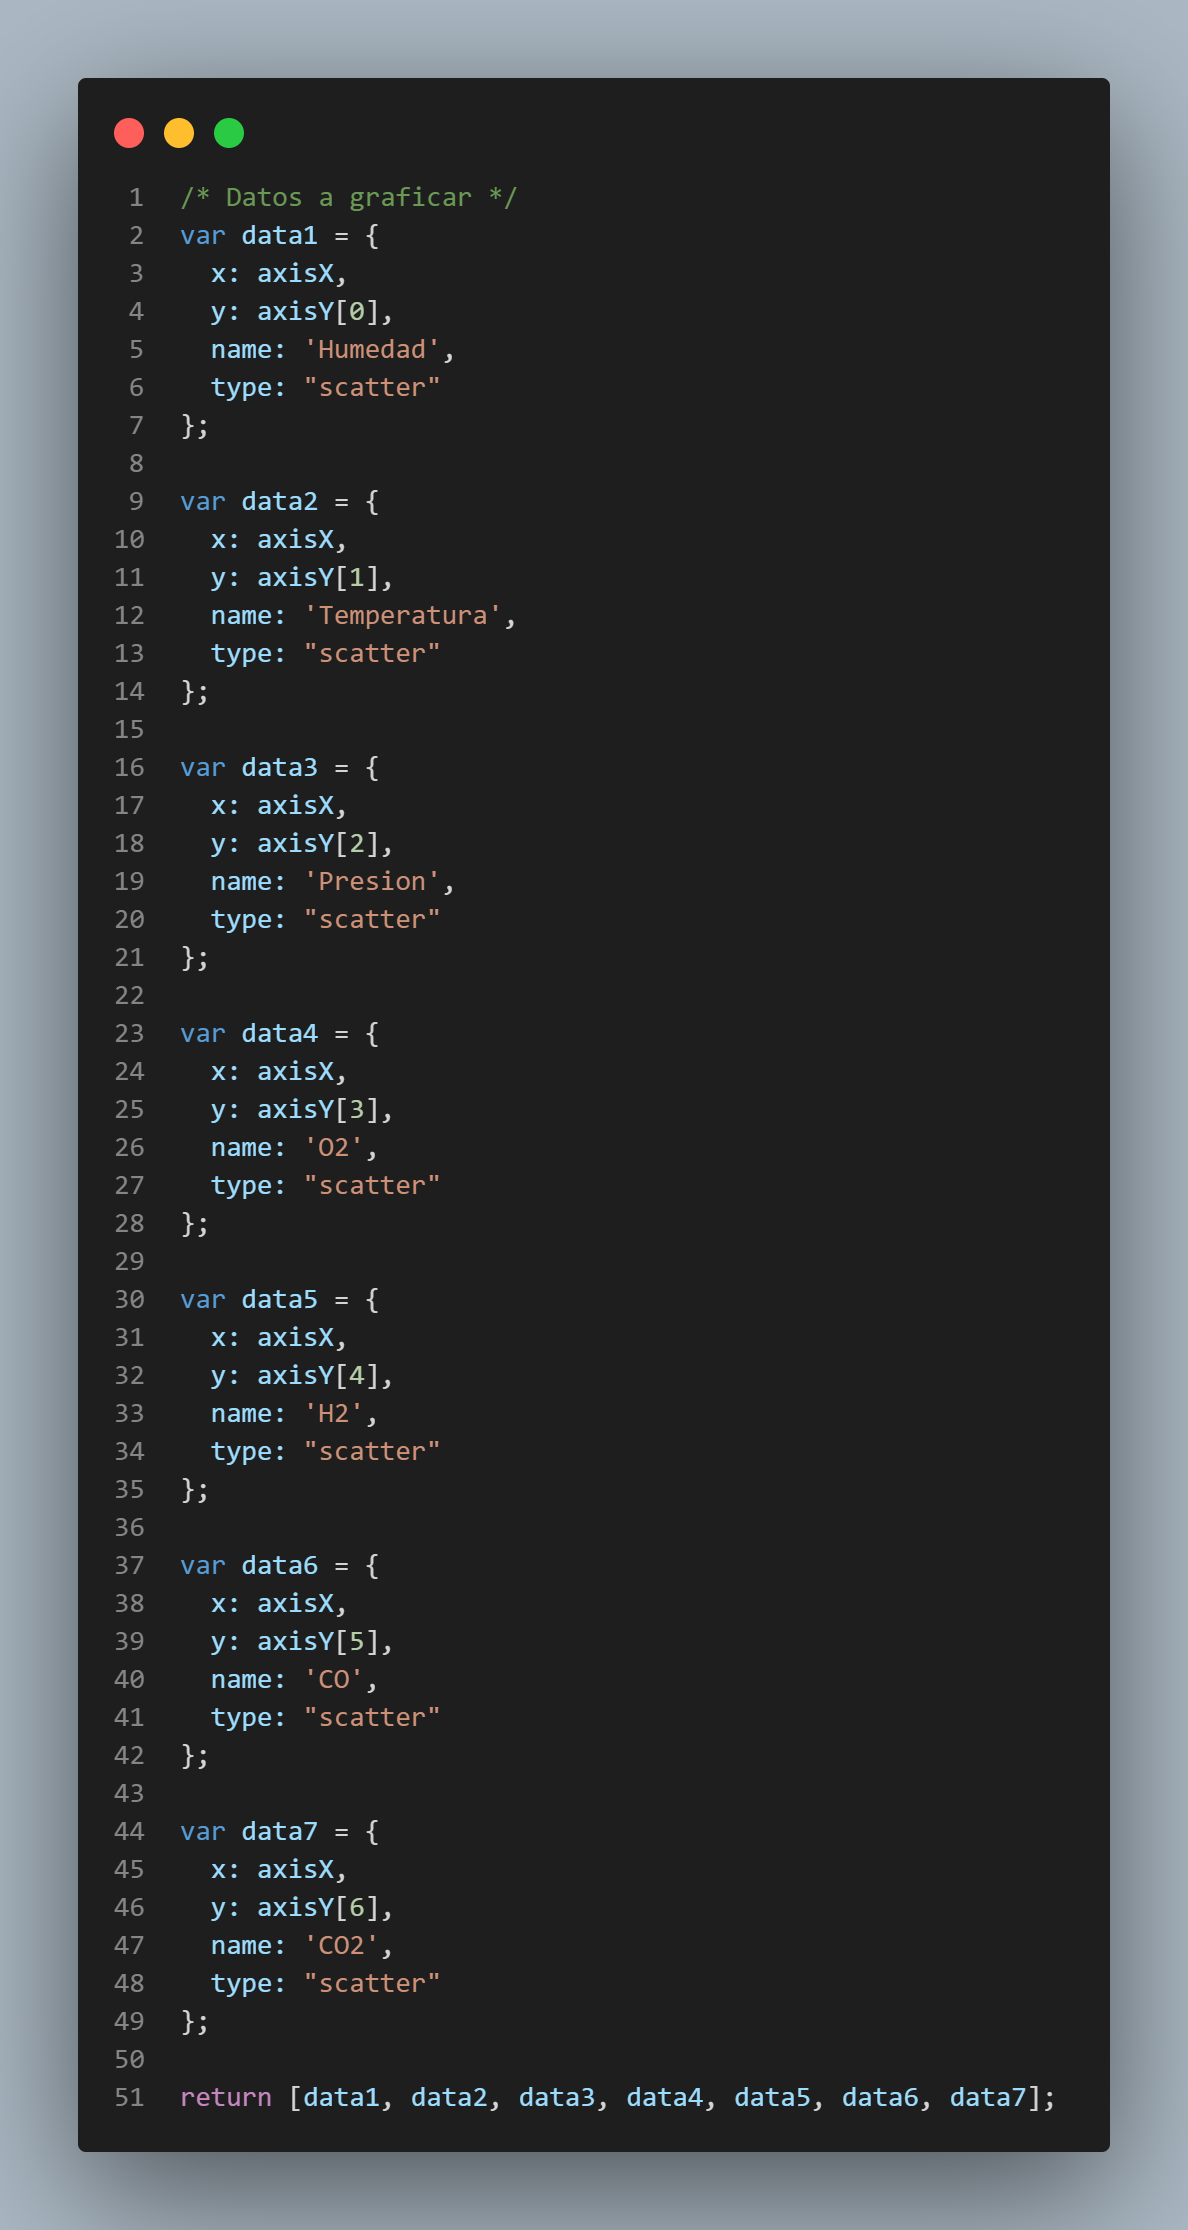 1 /* Datos a graficar */
2 var data1 = {
3   x: axisX,
4   y: axisY[0],
5   name: 'Humedad',
6   type: "scatter"
7 };
8
9 var data2 = {
10   x: axisX,
11   y: axisY[1],
12   name: 'Temperatura',
13   type: "scatter"
14 };
15
16 var data3 = {
17   x: axisX,
18   y: axisY[2],
19   name: 'Presion',
20   type: "scatter"
21 };
22
23 var data4 = {
24   x: axisX,
25   y: axisY[3],
26   name: 'O2',
27   type: "scatter"
28 };
29
30 var data5 = {
31   x: axisX,
32   y: axisY[4],
33   name: 'H2',
34   type: "scatter"
35 };
36
37 var data6 = {
38   x: axisX,
39   y: axisY[5],
40   name: 'CO',
41   type: "scatter"
42 };
43
44 var data7 = {
45   x: axisX,
46   y: axisY[6],
47   name: 'CO2',
48   type: "scatter"
49 };
50
51 return [data1, data2, data3, data4, data5, data6, data7];